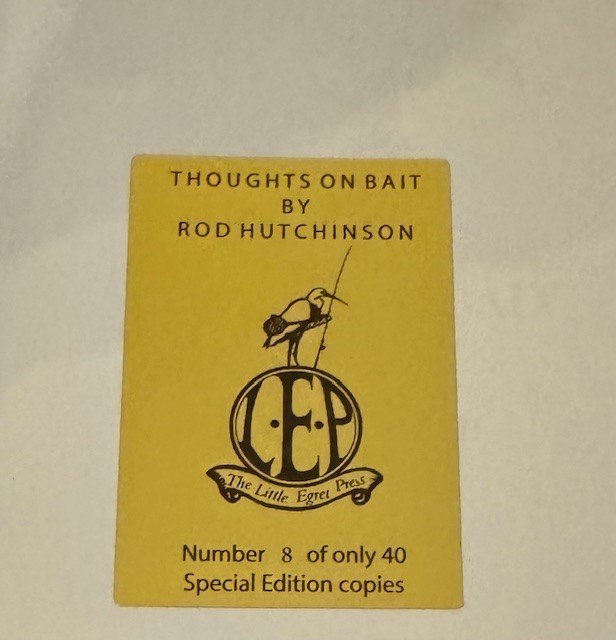 THOUGHTS ON BAIT
BY
ROD HUTCHINSON
L·E·P
The Little Egret Press
Number 8 of only 40
Special Edition copies